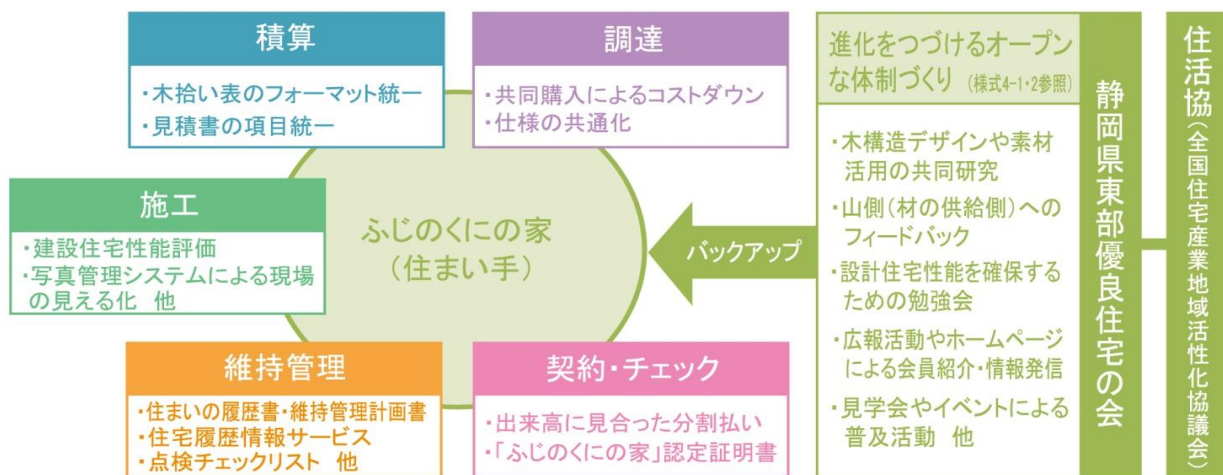 積算
・木拾い表のフォーマット統一
・見積書の項目統一
調達
・共同購入によるコストダウン
・仕様の共通化
施工
・建設住宅性能評価
・写真管理システムによる現場
の見える化 他
ふじのくにの家
(住まい手)
維持管理
・住まいの履歴書・維持管理計画書
・住宅履歴情報サービス
・点検チェックリスト 他
契約・チェック
・出来高に見合った分割払い
・「ふじのくにの家」認定証明書
バックアップ
進化をつづけるオープン
な体制づくり (様式4-1・2参照)
・木構造デザインや素材
活用の共同研究
・山側(材の供給側)への
フィードバック
・設計住宅性能を確保する
ための勉強会
・広報活動やホームページ
による会員紹介・情報発信
・見学会やイベントによる
普及活動 他
静岡県東部優良住宅の会
住活協(全国住宅産業地域活性化協議会)